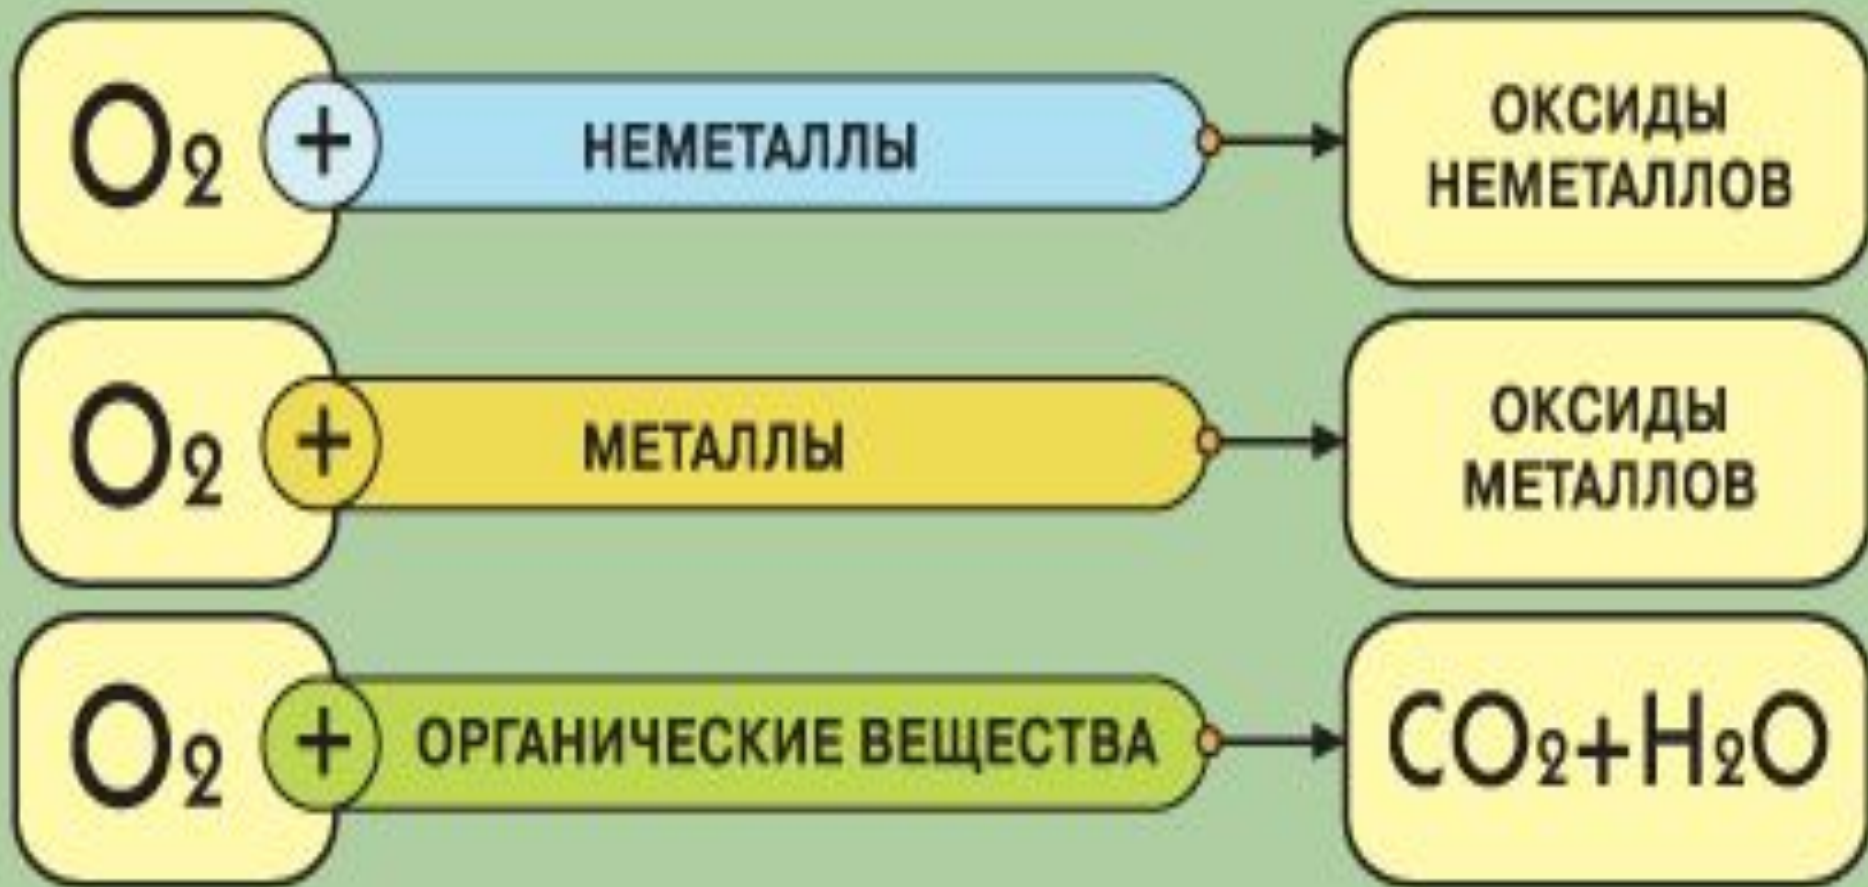 O₂ + НЕМЕТАЛЛЫ
ОКСИДЫ
НЕМЕТАЛЛОВ
O₂ + МЕТАЛЛЫ
ОКСИДЫ
МЕТАЛЛОВ
O₂ + ОРГАНИЧЕСКИЕ ВЕЩЕСТВА
CO₂+H₂O